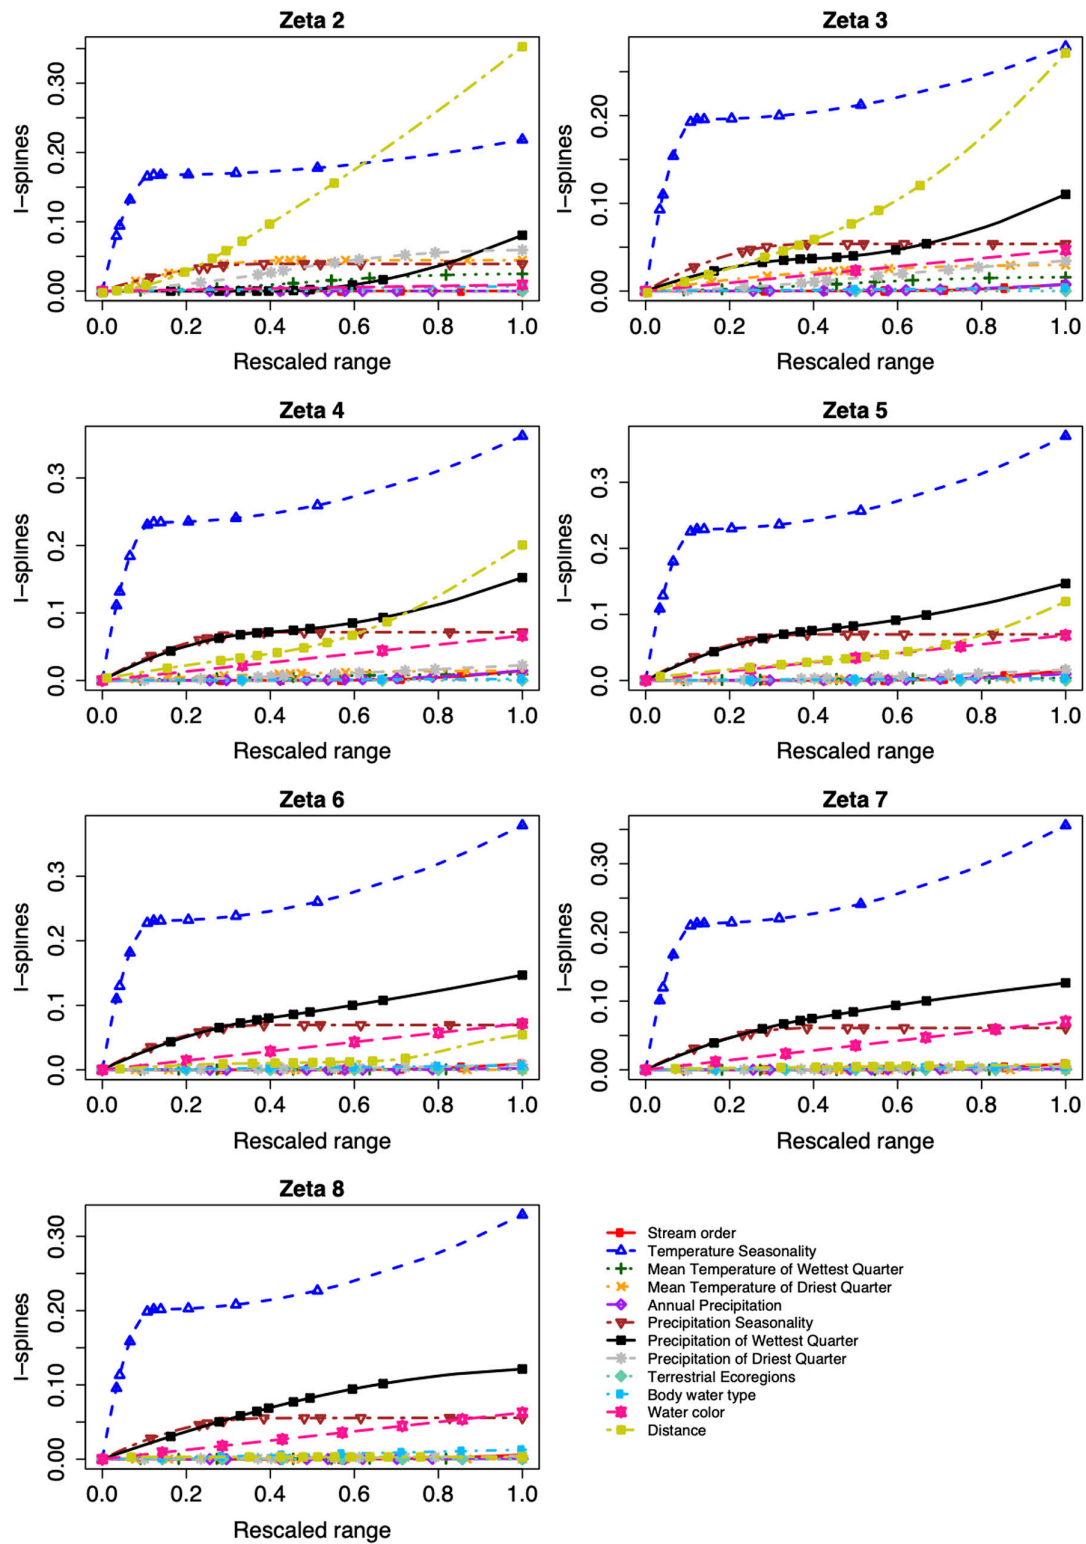 Zeta 2
I-splines
0.00
0.10
0.20
0.30
0.0 0.2 0.4 0.6 0.8 1.0
Rescaled range
Zeta 3
I-splines
0.00
0.10
0.20
0.0 0.2 0.4 0.6 0.8 1.0
Rescaled range
Zeta 4
I-splines
0.0
0.1
0.2
0.3
0.0 0.2 0.4 0.6 0.8 1.0
Rescaled range
Zeta 5
I-splines
0.0
0.1
0.2
0.3
0.0 0.2 0.4 0.6 0.8 1.0
Rescaled range
Zeta 6
I-splines
0.0
0.1
0.2
0.3
0.0 0.2 0.4 0.6 0.8 1.0
Rescaled range
Zeta 7
I-splines
0.00
0.10
0.20
0.30
0.0 0.2 0.4 0.6 0.8 1.0
Rescaled range
Zeta 8
I-splines
0.00
0.10
0.20
0.30
0.0 0.2 0.4 0.6 0.8 1.0
Rescaled range
Stream order
Temperature Seasonality
Mean Temperature of Wettest Quarter
Mean Temperature of Driest Quarter
Annual Precipitation
Precipitation Seasonality
Precipitation of Wettest Quarter
Precipitation of Driest Quarter
Terrestrial Ecoregions
Body water type
Water color
Distance